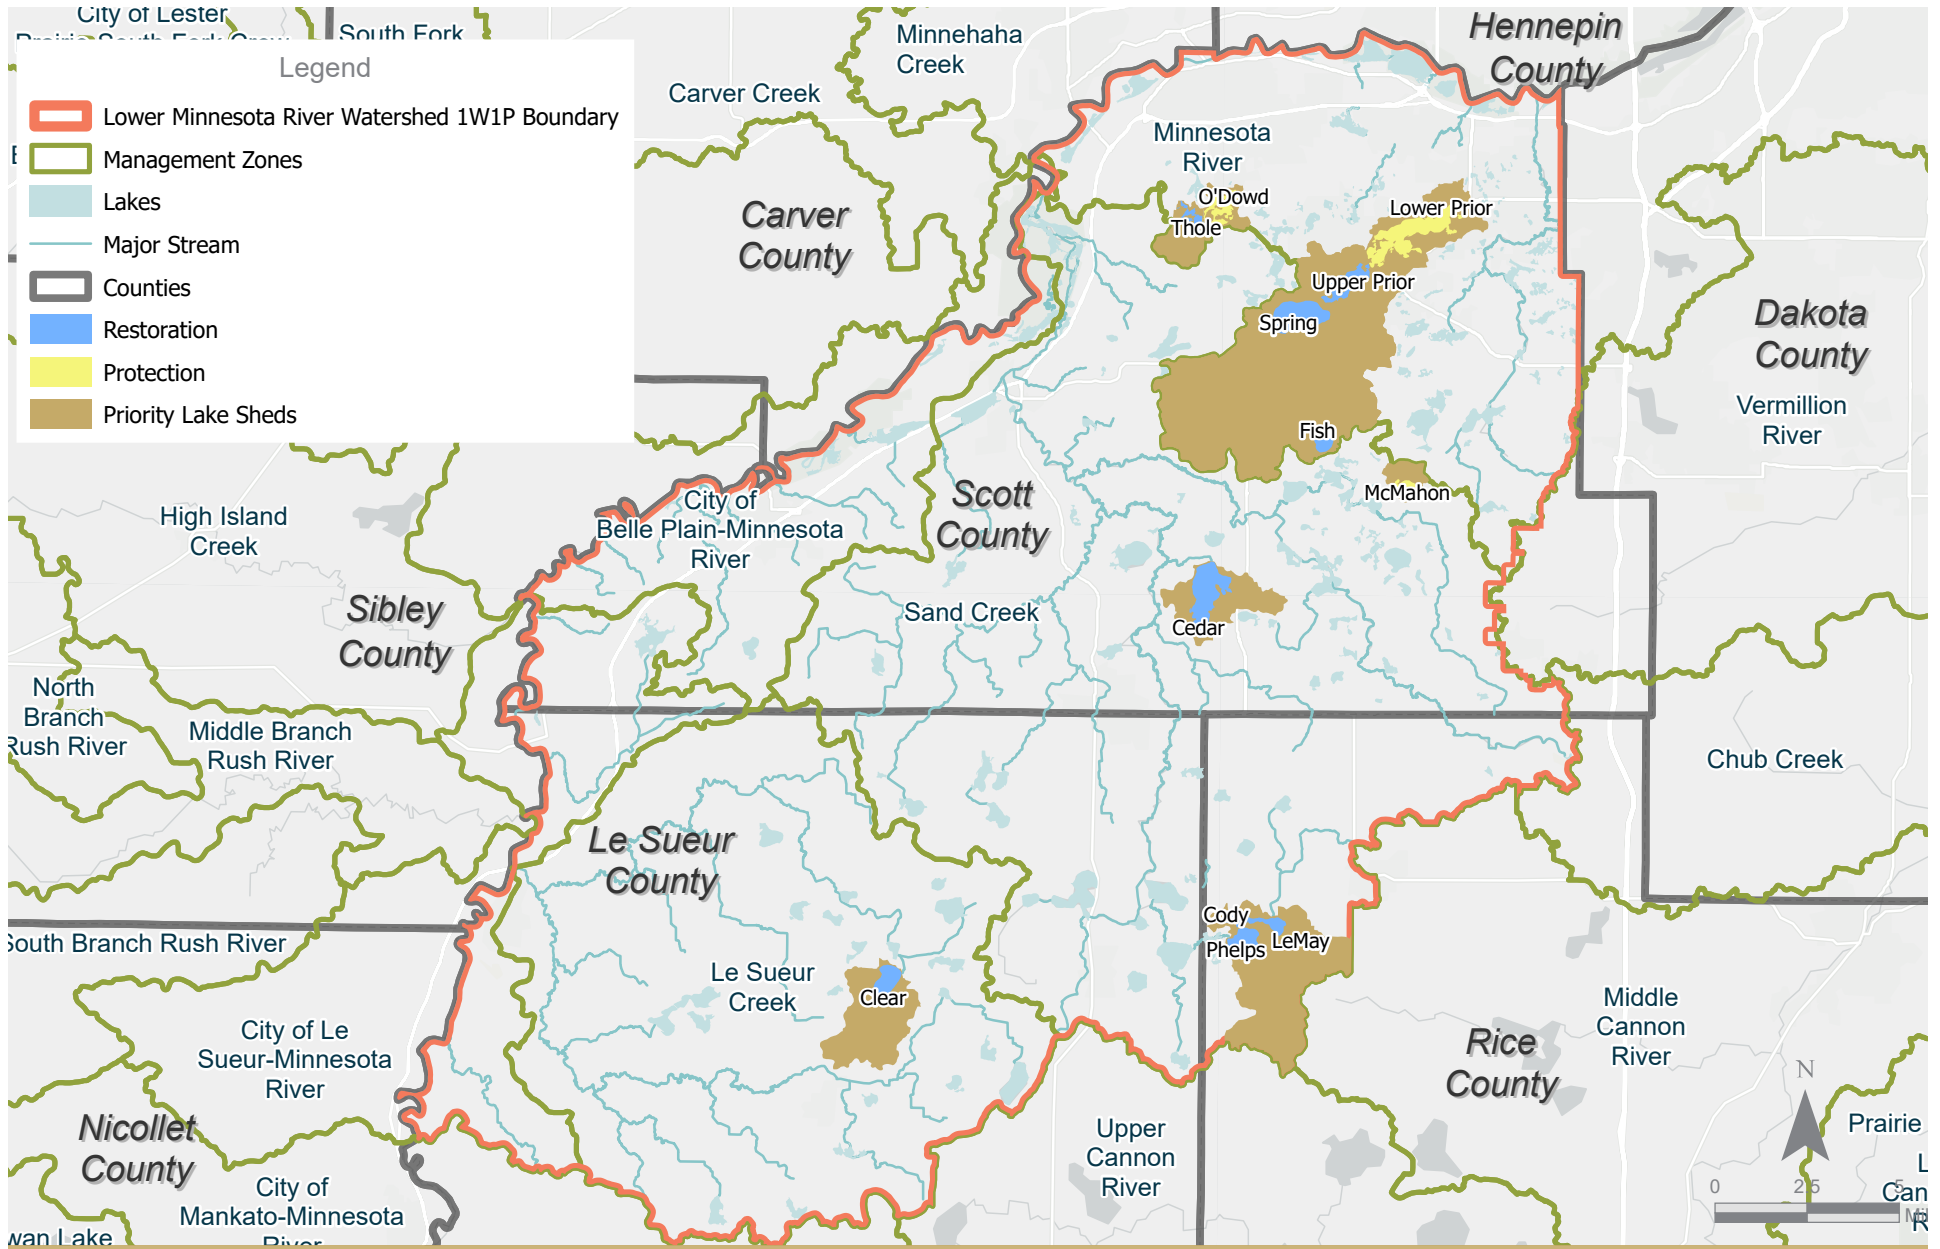 City of Lester
South Fork
Legend
Lower Minnesota River Watershed 1W1P Boundary
Management Zones
Lakes
Major Stream
Counties
Restoration
Protection
Priority Lake Sheds
Minnehaha
Creek
Hennepin
County
Carver Creek
Minnesota
River
O'Dowd
Thole
Lower Prior
Carver
County
Upper Prior
Spring
Dakota
County
Vermillion
River
Fish
McMahon
City of
Belle Plain-Minnesota
River
Scott
County
High Island
Creek
Sibley
County
Sand Creek
Cedar
North
Branch
Rush River
Middle Branch
Rush River
Chub Creek
Le Sueur
County
South Branch Rush River
Cody
Phelps
LeMay
Le Sueur
Creek
Clear
City of Le
Sueur-Minnesota
River
Middle
Cannon
River
Rice
County
N
Nicollet
County
Upper
Cannon
River
Prairie
City of
Mankato-Minnesota
River
0 2.5 5